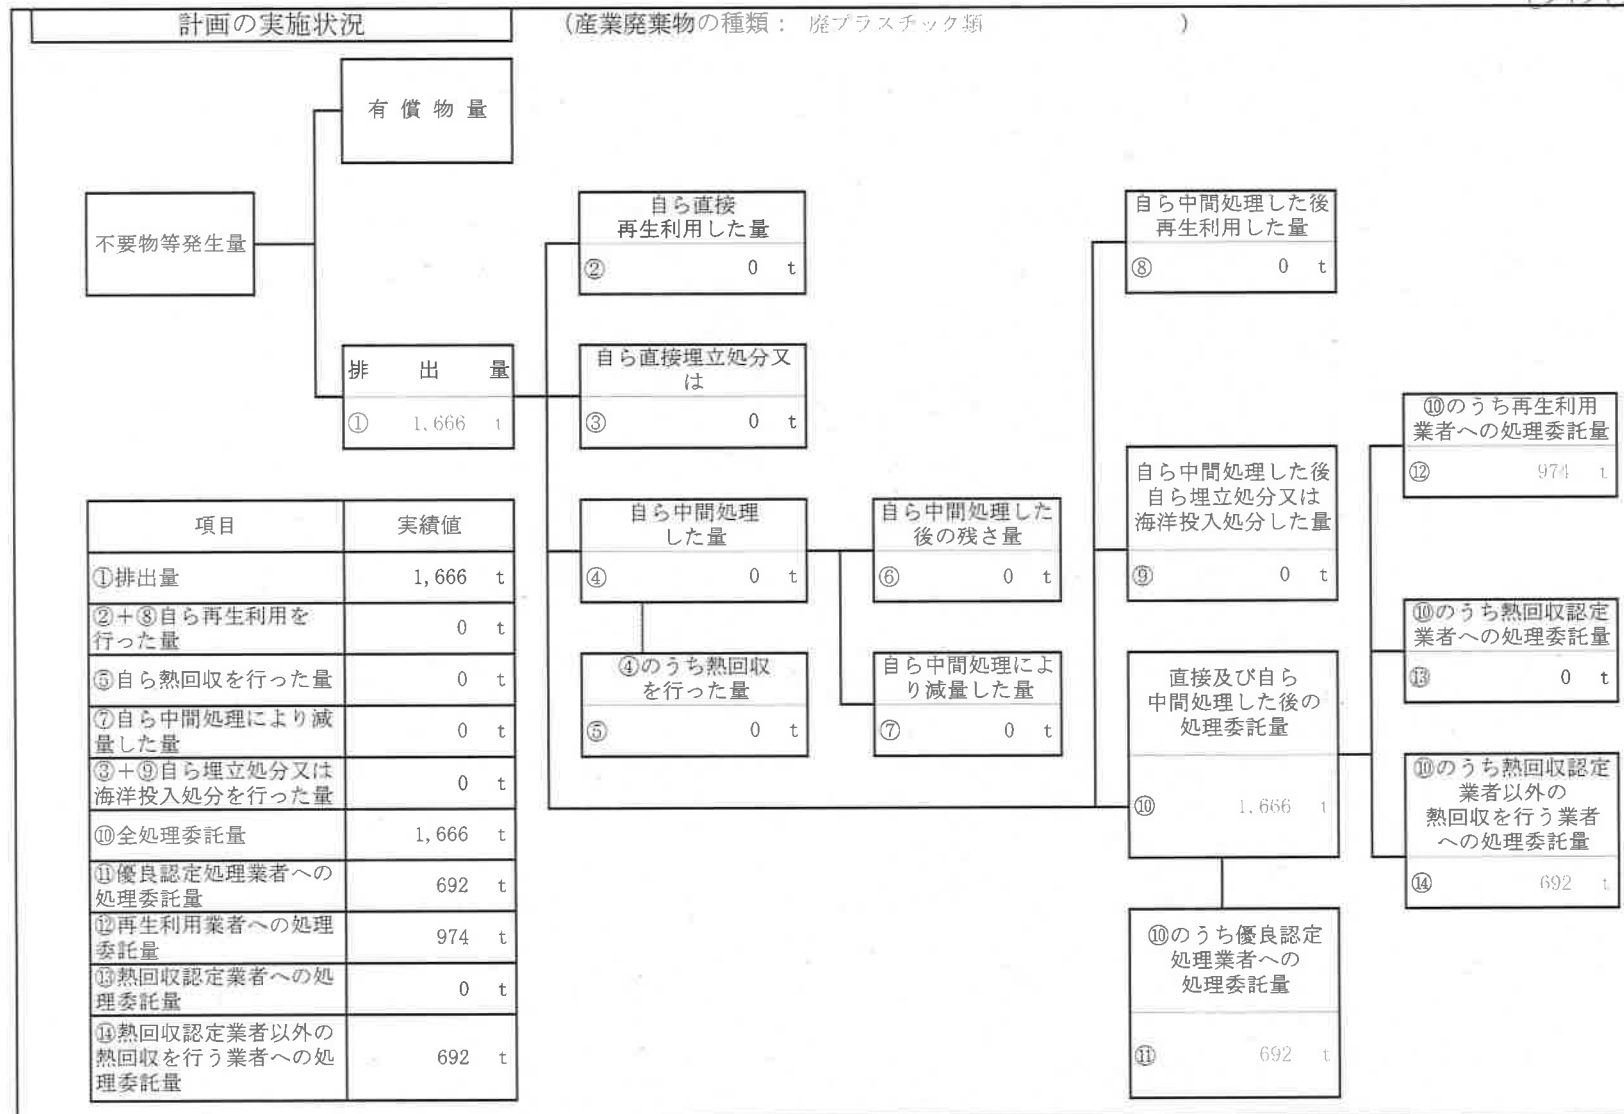 計画の実施状況
(産業廃棄物の種類： 廃プラスチック類 )
有 償 物 量
不要物等発生量
排 出 量
① 1,666 t
自ら直接
再生利用した量
② 0 t
自ら直接埋立処分又
は
③ 0 t
自ら中間処理
した量
④ 0 t
④のうち熱回収
を行った量
⑤ 0 t
自ら中間処理した
後の残さ量
⑥ 0 t
自ら中間処理によ
り減量した量
⑦ 0 t
自ら中間処理した後
再生利用した量
⑧ 0 t
自ら中間処理した後
自ら埋立処分又は
海洋投入処分した量
⑨ 0 t
直接及び自ら
中間処理した後の
処理委託量
⑩ 1,666 t
⑩のうち優良認定
処理業者への
処理委託量
⑪ 692 t
⑩のうち再生利用
業者への処理委託量
⑫ 974 t
⑩のうち熱回収認定
業者への処理委託量
⑬ 0 t
⑩のうち熱回収認定
業者以外の
熱回収を行う業者
への処理委託量
⑭ 692 t
項目 実績値
①排出量 1,666 t
②＋⑧自ら再生利用を
行った量 0 t
⑤自ら熱回収を行った量 0 t
⑦自ら中間処理により減
量した量 0 t
③＋⑨自ら埋立処分又は
海洋投入処分を行った量 0 t
⑩全処理委託量 1,666 t
⑪優良認定処理業者への
処理委託量 692 t
⑫再生利用業者への処理
委託量 974 t
⑬熱回収認定業者への処
理委託量 0 t
⑭熱回収認定業者以外の
熱回収を行う業者への処
理委託量 692 t